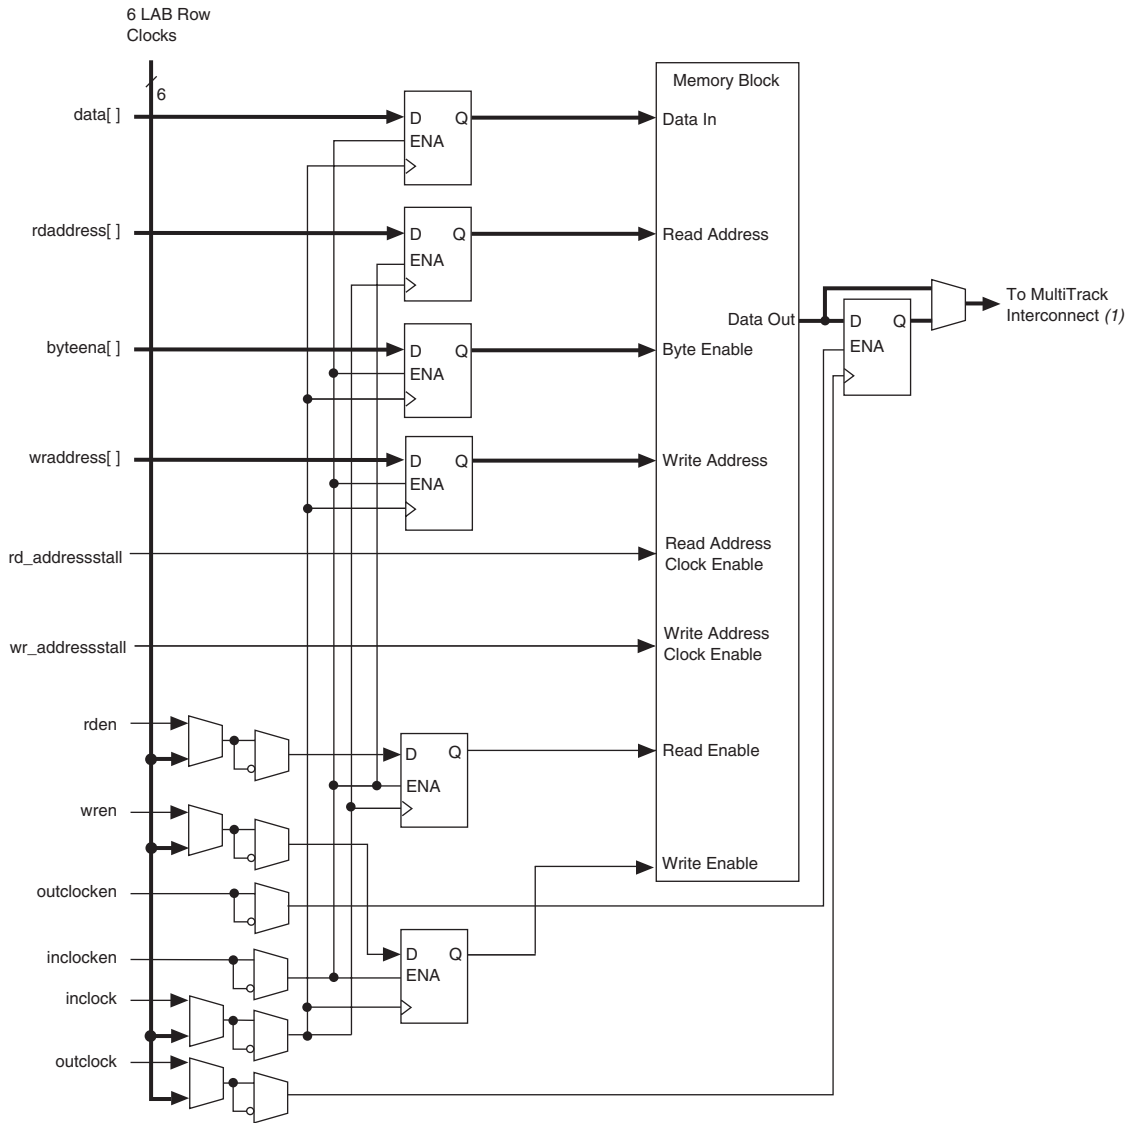 6 LAB Row
Clocks
6
Memory Block
data[ ]
D Q
ENA
Data In
rdaddress[ ]
D Q
ENA
Read Address
To MultiTrack
Interconnect (1)
Data Out
D Q
ENA
byteena[ ]
D Q
ENA
Byte Enable
wraddress[ ]
D Q
ENA
Write Address
rd_addressstall
Read Address
Clock Enable
wr_addressstall
Write Address
Clock Enable
rden
D Q
ENA
Read Enable
wren
Write Enable
outclocken
inclocken
D Q
ENA
inclock
outclock